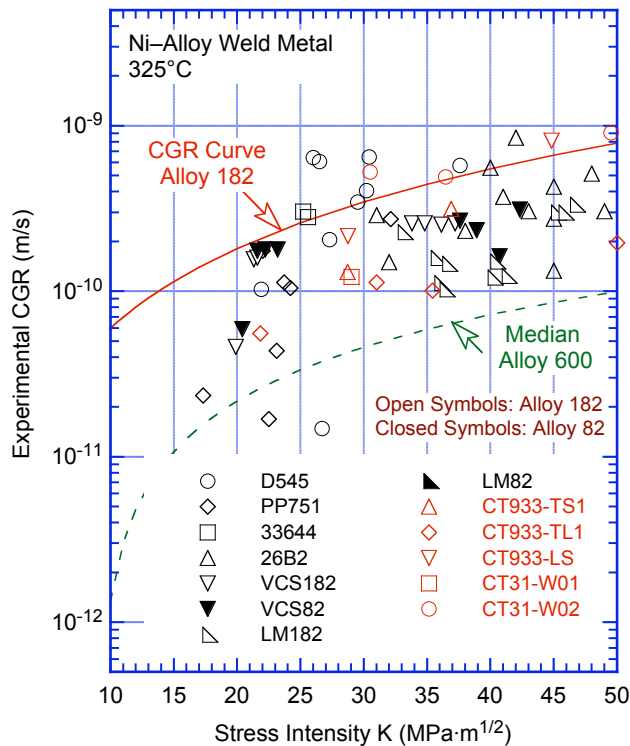 Ni–Alloy Weld Metal
325°C
10⁻⁹
CGR Curve
Alloy 182
Experimental CGR (m/s)
10⁻¹⁰
Median
Alloy 600
Open Symbols: Alloy 182
Closed Symbols: Alloy 82
10⁻¹¹
D545
PP751
33644
26B2
VCS182
VCS82
LM182
LM82
CT933-TS1
CT933-TL1
CT933-LS
CT31-W01
CT31-W02
10⁻¹²
10 15 20 25 30 35 40 45 50
Stress Intensity K (MPa·m¹/²)